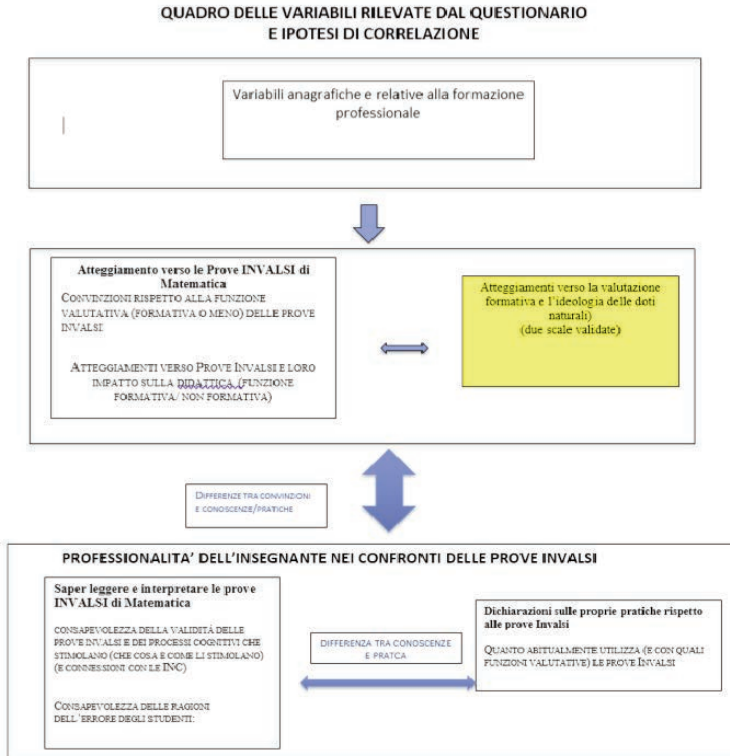 QUADRO DELLE VARIABILI RILEVATE DAL QUESTIONARIO
E IPOTESI DI CORRELAZIONE
Variabili anagrafiche e relative alla formazione
professionale
Atteggiamento verso le Prove INVALSI di
Matematica
CONVINZIONI RISPETTO ALLA FUNZIONE
VALUTATIVA (FORMATIVA O MENO) DELLE PROVE
INVALSI
ATTEGGIAMENTI VERSO PROVE INVALSI E LORO
IMPATTO SULLA DIDATTICA (FUNZIONE
FORMATIVA/ NON FORMATIVA)
Atteggiamenti verso la valutazione
formativa e l'ideologia delle doti
naturali)
(due scale validate)
DIFFERENZE TRA CONVINZIONI
E CONOSCENZE/PRATICHE
PROFESSIONALITA' DELL'INSEGNANTE NEI CONFRONTI DELLE PROVE INVALSI
Saper leggere e interpretare le prove
INVALSI di Matematica
CONSAPEVOLEZZA DELLA VALIDITÀ DELLE
PROVE INVALSI E DEI PROCESSI COGNITIVI CHE
STIMOLANO (CHE COSA E COME LI STIMOLANO)
(E CONNESSIONI CON LE INC)
CONSAPEVOLEZZA DELLE RAGIONI
DELL'ERRORE DEGLI STUDENTI:
DIFFERENZA TRA CONOSCENZE
E PRATCA
Dichiarazioni sulle proprie pratiche rispetto
alle prove Invalsi
QUANTO ABITUALMENTE UTILIZZA (E CON QUALI
FUNZIONI VALUTATIVE) LE PROVE INVALSI